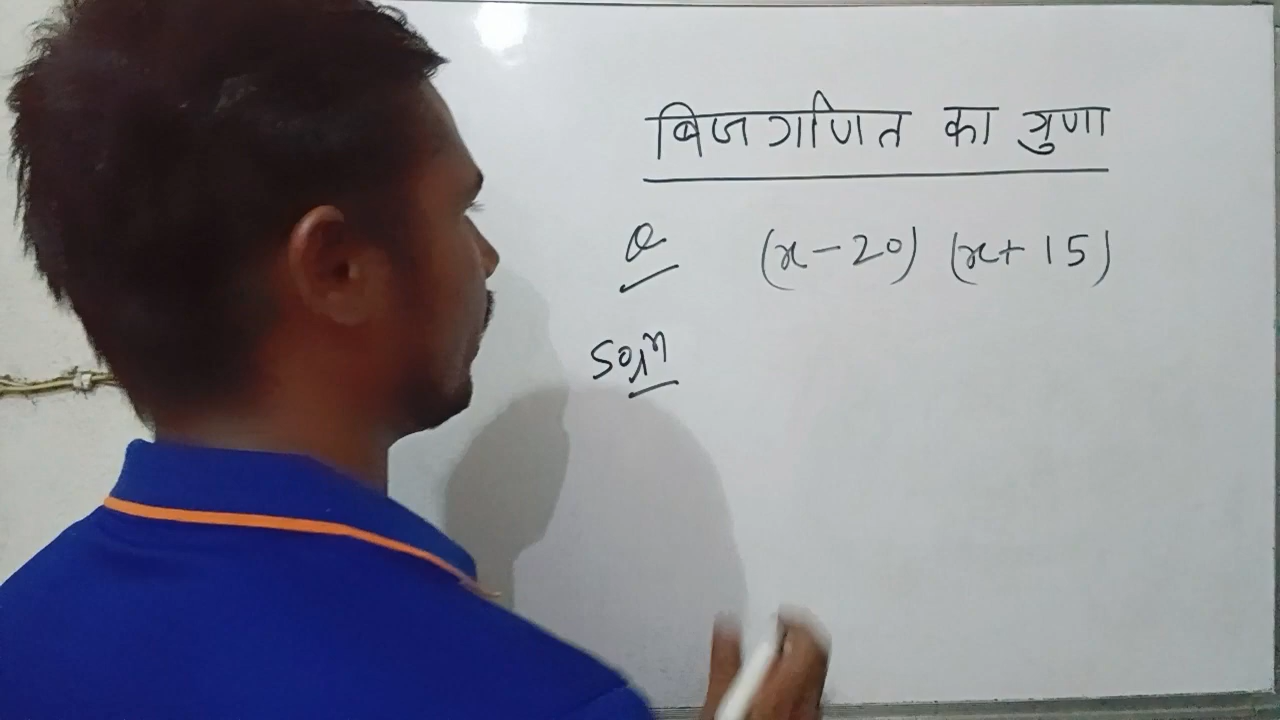 बिजगणित का गुणा
Q (x-20) (x+15)
Solⁿ